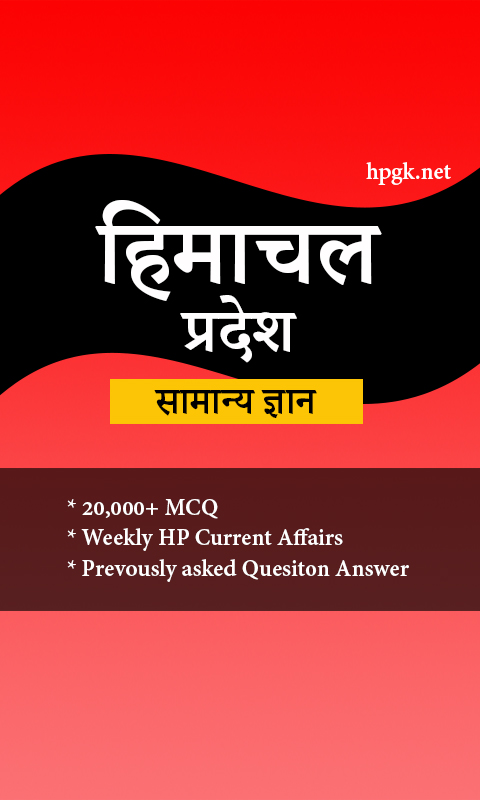 hpgk.net
हिमाचल
प्रदेश
सामान्य ज्ञान
* 20,000+ MCQ
* Weekly HP Current Affairs
* Prevously asked Quesiton Answer